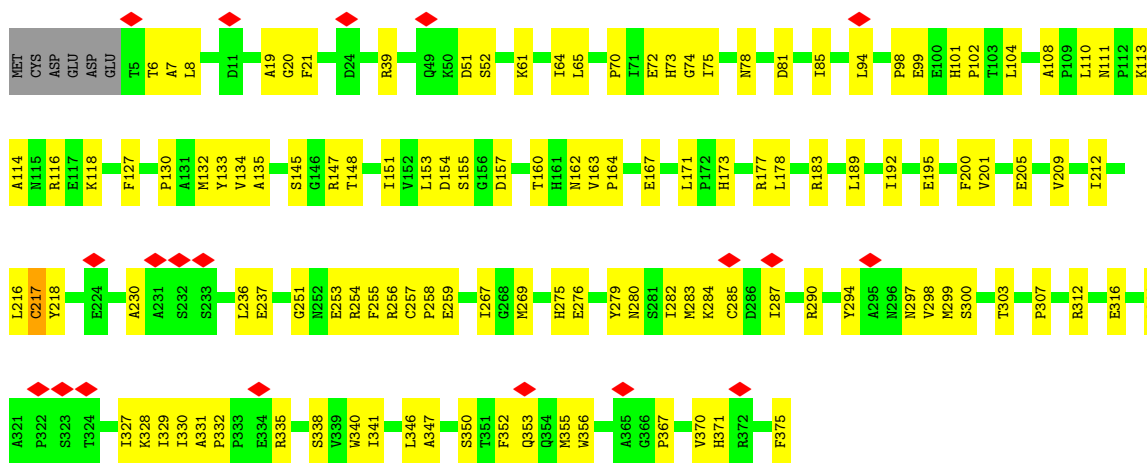 MET CYS ASP GLU ASP GLU T5 T6 A7 L8 D11 A19 G20 F21 D24 R39 Q49 K50 D51 S52 K61 I64 L65 P70 I71 E72 H73 G74 I75 N78 D81 I85 L94 P98 E99 E100 H101 P102 T103 L104 A108 P109 L110 N111 P112 K113
A114 N115 R116 E117 K118 F127 P130 A131 M132 Y133 V134 A135 S145 G146 R147 T148 I151 V152 L153 D154 S155 G156 D157 T160 H161 N162 V163 P164 E167 L171 P172 H173 R177 L178 R183 L189 I192 E195 F200 V201 E205 V209 I212
L216 C217 Y218 E224 A230 A231 S232 S233 L236 E237 G251 N252 E253 R254 F255 R256 C257 P258 E259 I267 G268 M269 H275 E276 Y279 N280 S281 I282 M283 K284 C285 D286 I287 R290 Y294 A295 N296 N297 V298 M299 S300 T303 P307 R312 E316
A321 P322 S323 T324 I327 K328 I329 I330 A331 P332 P333 E334 R335 S338 V339 W340 I341 L346 A347 S350 T351 F352 Q353 Q354 M355 W356 A365 G366 P367 V370 H371 R372 F375